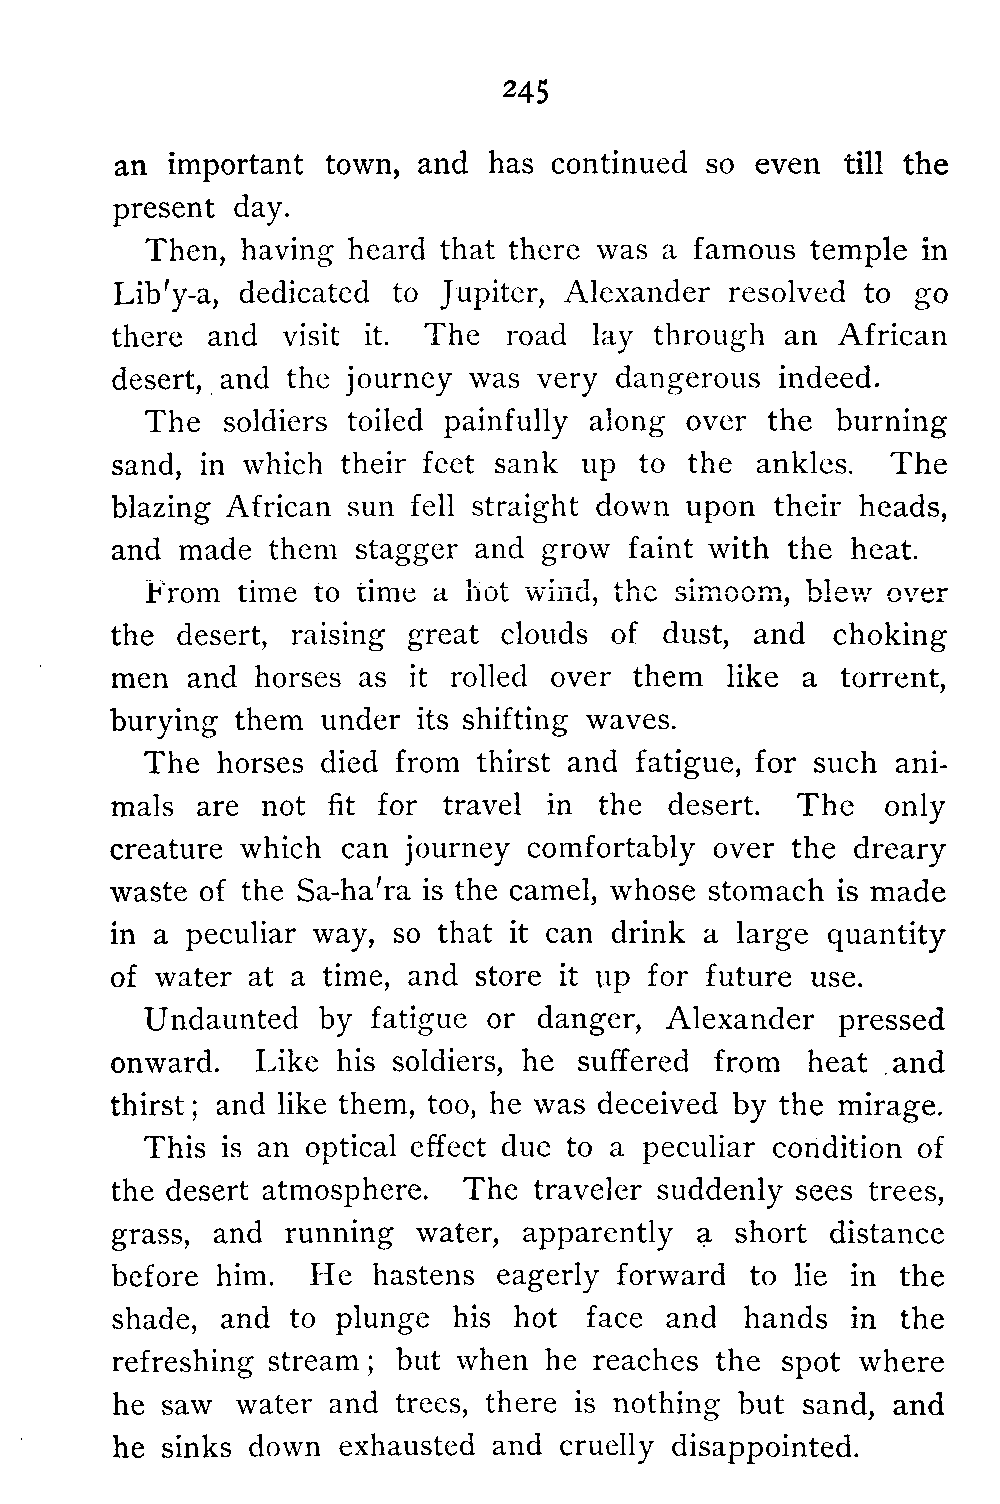 245
an important town, and has continued so even till the
present day.
Then, having heard that there was a famous temple in
Lib'y-a, dedicated to Jupiter, Alexander resolved to go
there and visit it. The road lay through an African
desert, and the journey was very dangerous indeed.
The soldiers toiled painfully along over the burning
sand, in which their feet sank up to the ankles. The
blazing African sun fell straight down upon their heads,
and made them stagger and grow faint with the heat.
From time to time a hot wind, the simoom, blew over
the desert, raising great clouds of dust, and choking
men and horses as it rolled over them like a torrent,
burying them under its shifting waves.
The horses died from thirst and fatigue, for such ani-
mals are not fit for travel in the desert. The only
creature which can journey comfortably over the dreary
waste of the Sa-ha'ra is the camel, whose stomach is made
in a peculiar way, so that it can drink a large quantity
of water at a time, and store it up for future use.
Undaunted by fatigue or danger, Alexander pressed
onward. Like his soldiers, he suffered from heat and
thirst; and like them, too, he was deceived by the mirage.
This is an optical effect due to a peculiar condition of
the desert atmosphere. The traveler suddenly sees trees,
grass, and running water, apparently a short distance
before him. He hastens eagerly forward to lie in the
shade, and to plunge his hot face and hands in the
refreshing stream; but when he reaches the spot where
he saw water and trees, there is nothing but sand, and
he sinks down exhausted and cruelly disappointed.